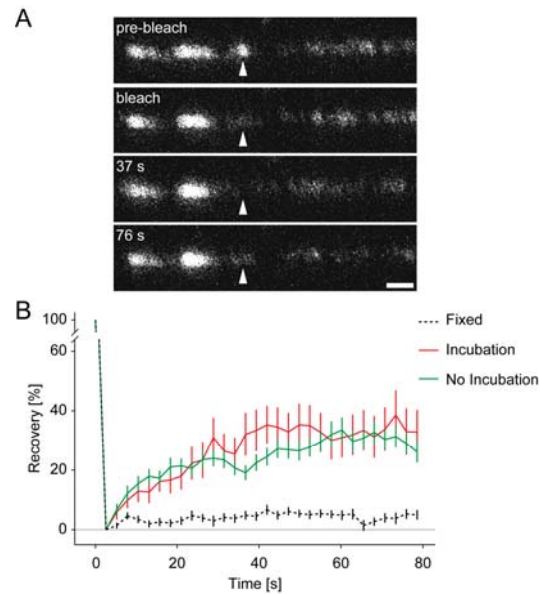 A
pre-bleach
bleach
37 s
76 s
B
Fixed
Incubation
No Incubation
100
60
40
20
0
Recovery [%]
0 20 40 60 80
Time [s]